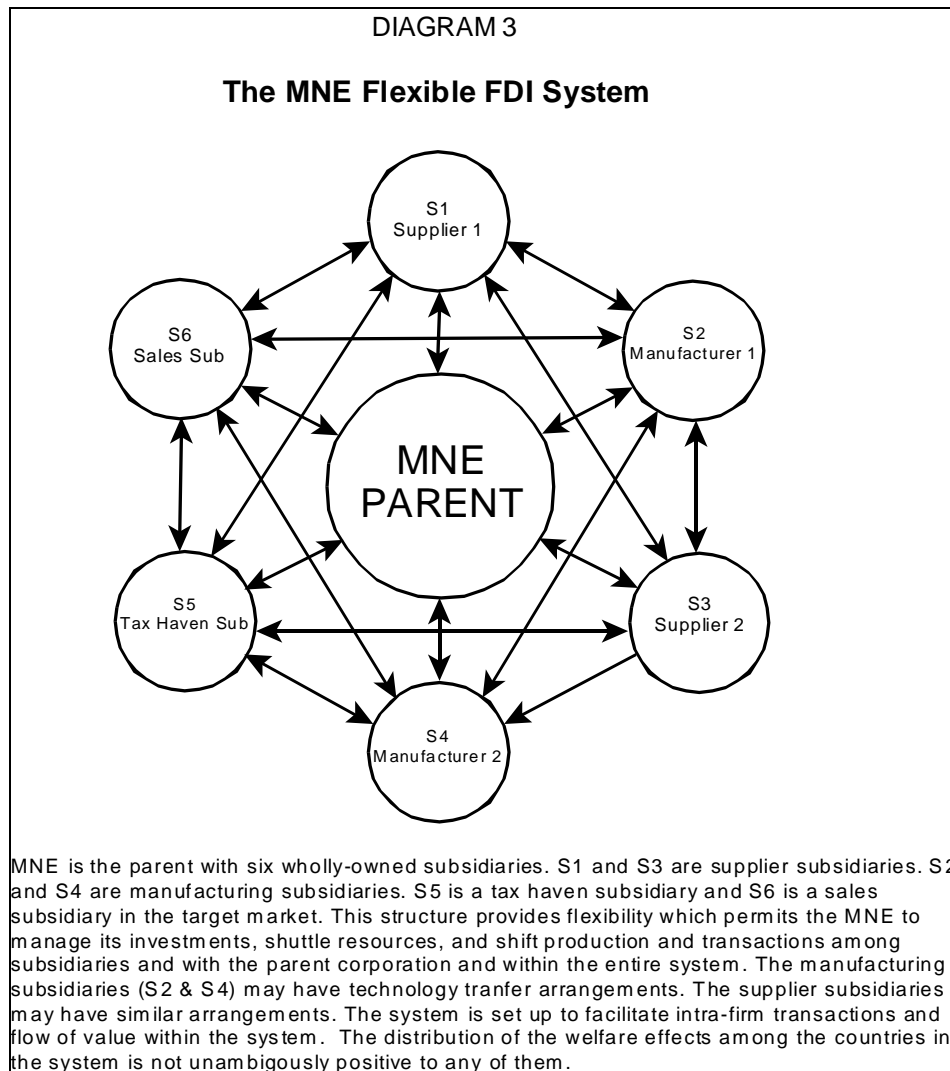 DIAGRAM 3
The MNE Flexible FDI System
S1
Supplier 1
S6
Sales Sub
S2
Manufacturer 1
MNE
PARENT
S5
Tax Haven Sub
S3
Supplier 2
S4
Manufacturer 2
MNE is the parent with six wholly-owned subsidiaries. S1 and S3 are supplier subsidiaries. S2
and S4 are manufacturing subsidiaries. S5 is a tax haven subsidiary and S6 is a sales
subsidiary in the target market. This structure provides flexibility which permits the MNE to
manage its investments, shuttle resources, and shift production and transactions among
subsidiaries and with the parent corporation and within the entire system. The manufacturing
subsidiaries (S2 & S4) may have technology tranfer arrangements. The supplier subsidiaries
may have similar arrangements. The system is set up to facilitate intra-firm transactions and
flow of value within the system. The distribution of the welfare effects among the countries in
the system is not unambigously positive to any of them.